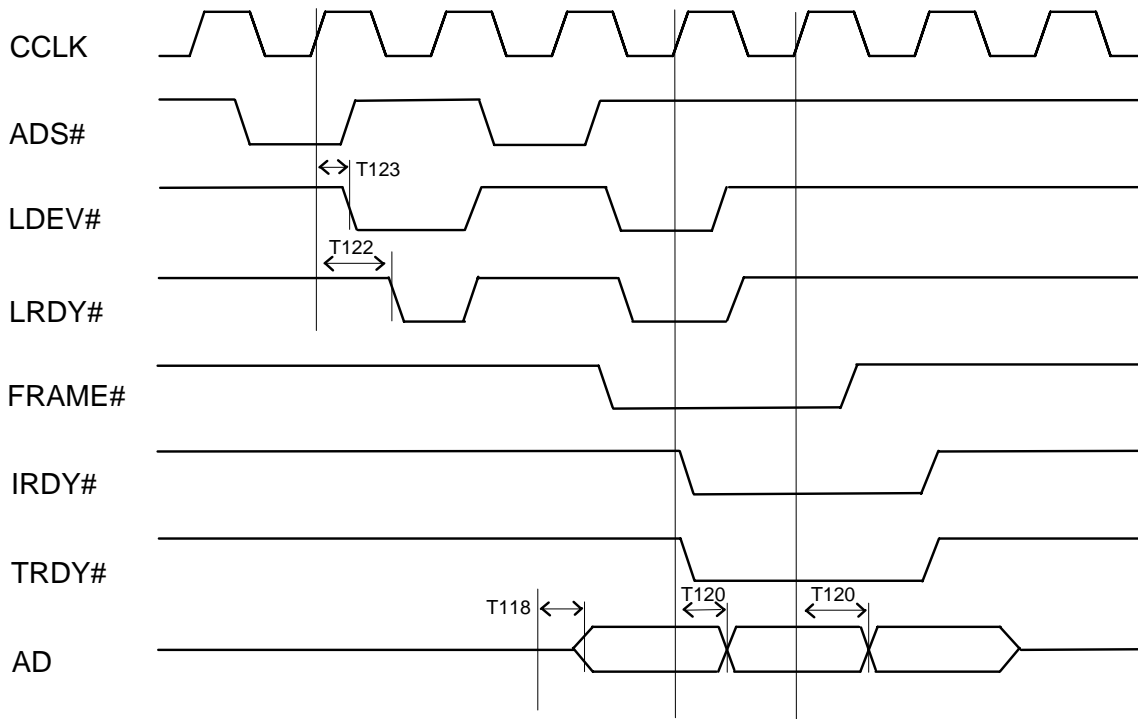 CCLK
ADS#
T123
LDEV#
T122
LRDY#
FRAME#
IRDY#
TRDY#
T118
T120
T120
AD